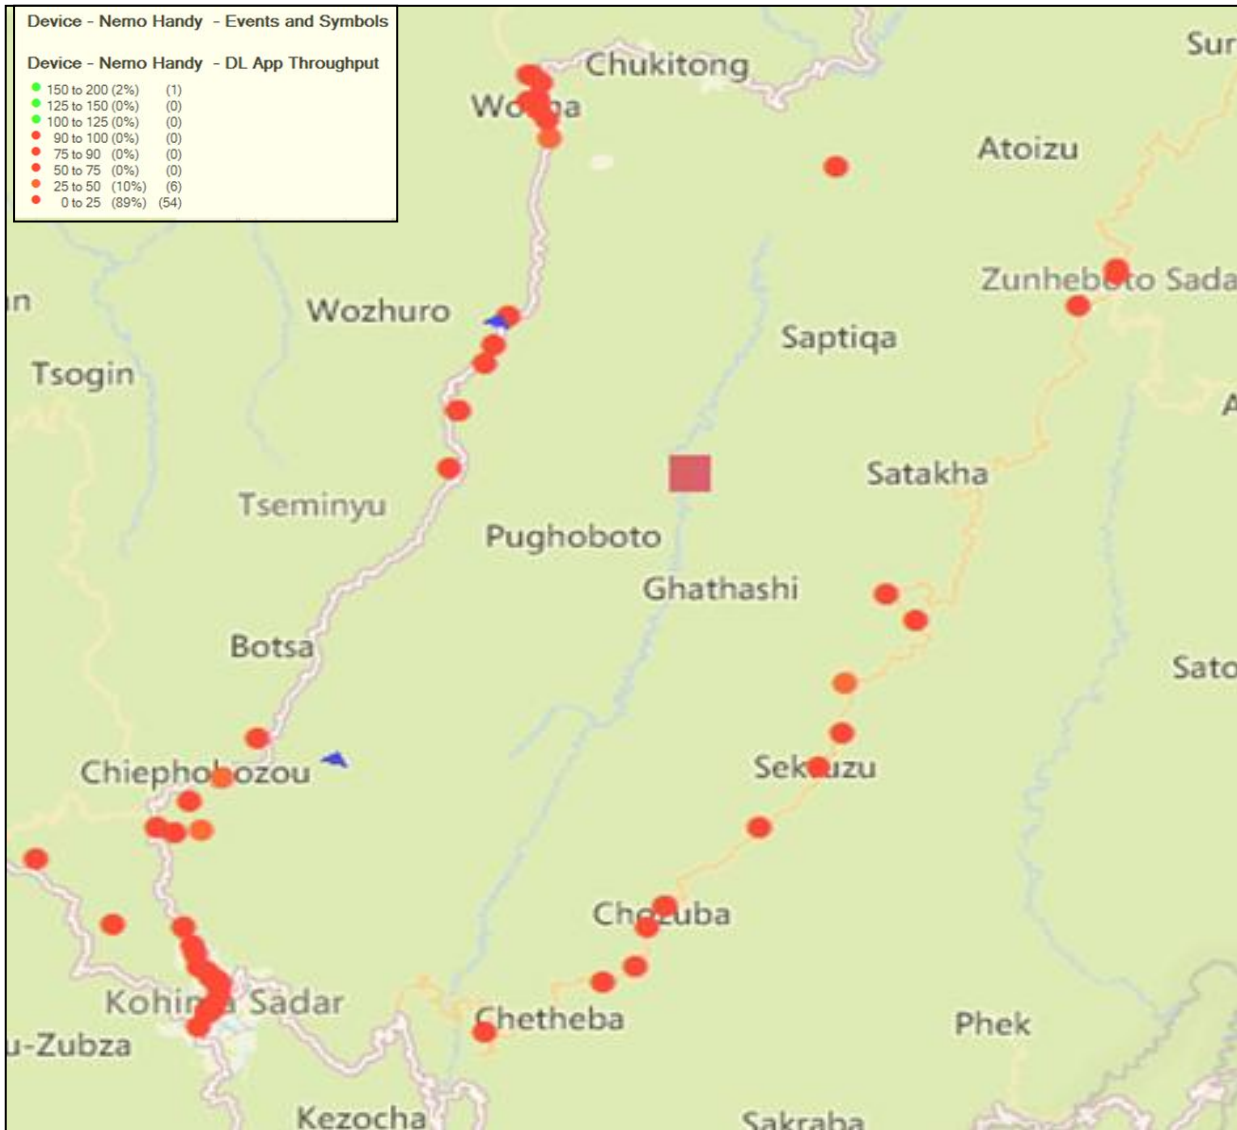 Device - Nemo Handy - Events and Symbols
Device - Nemo Handy - DL App Throughput
150 to 200 (2%) (1)
125 to 150 (0%) (0)
100 to 125 (0%) (0)
90 to 100 (0%) (0)
75 to 90 (0%) (0)
50 to 75 (0%) (0)
25 to 50 (10%) (6)
0 to 25 (89%) (54)
Sur
Chukitong
Atoizu
Zunheboto Sada
Wozhuro
Saptiqa
Tsogin
Satakha
Tseminyu
Pughoboto
Ghathashi
Botsa
Sato
Chiephobozou
Chozuba
Kohima Sadar
Chetheba
Phek
u-Zubza
Kezocha
Sakraba